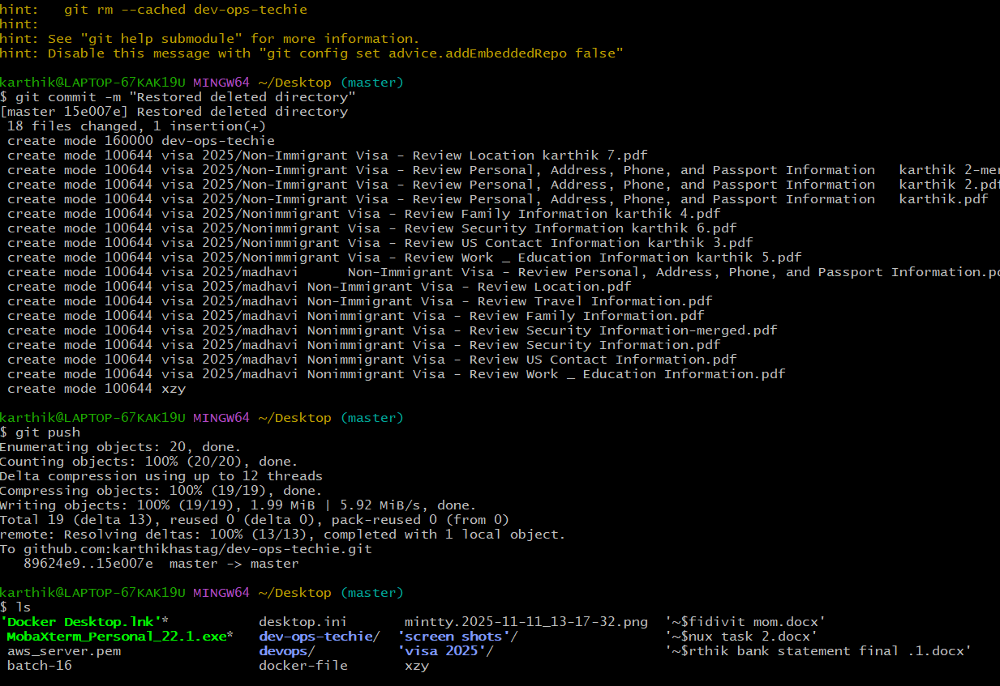 hint:   git rm --cached dev-ops-techie
hint:
hint: See "git help submodule" for more information.
hint: Disable this message with "git config set advice.addEmbeddedRepo false"
karthik@LAPTOP-67KAK19U MINGW64 ~/Desktop (master)
$ git commit -m "Restored deleted directory"
[master 15e007e] Restored deleted directory
 18 files changed, 1 insertion(+)
 create mode 160000 dev-ops-techie
 create mode 100644 visa 2025/Non-Immigrant Visa - Review Location karthik 7.pdf
 create mode 100644 visa 2025/Non-Immigrant Visa - Review Personal, Address, Phone, and Passport Information   karthik 2-mer
 create mode 100644 visa 2025/Non-Immigrant Visa - Review Personal, Address, Phone, and Passport Information   karthik 2.pdf
 create mode 100644 visa 2025/Non-Immigrant Visa - Review Personal, Address, Phone, and Passport Information   karthik.pdf
 create mode 100644 visa 2025/Nonimmigrant Visa - Review Family Information karthik 4.pdf
 create mode 100644 visa 2025/Nonimmigrant Visa - Review Security Information karthik 6.pdf
 create mode 100644 visa 2025/Nonimmigrant Visa - Review US Contact Information karthik 3.pdf
 create mode 100644 visa 2025/Nonimmigrant Visa - Review Work _ Education Information karthik 5.pdf
 create mode 100644 visa 2025/madhavi      Non-Immigrant Visa - Review Personal, Address, Phone, and Passport Information.pd
 create mode 100644 visa 2025/madhavi Non-Immigrant Visa - Review Location.pdf
 create mode 100644 visa 2025/madhavi Non-Immigrant Visa - Review Travel Information.pdf
 create mode 100644 visa 2025/madhavi Nonimmigrant Visa - Review Family Information.pdf
 create mode 100644 visa 2025/madhavi Nonimmigrant Visa - Review Security Information-merged.pdf
 create mode 100644 visa 2025/madhavi Nonimmigrant Visa - Review Security Information.pdf
 create mode 100644 visa 2025/madhavi Nonimmigrant Visa - Review US Contact Information.pdf
 create mode 100644 visa 2025/madhavi Nonimmigrant Visa - Review Work _ Education Information.pdf
 create mode 100644 xzy
karthik@LAPTOP-67KAK19U MINGW64 ~/Desktop (master)
$ git push
Enumerating objects: 20, done.
Counting objects: 100% (20/20), done.
Delta compression using up to 12 threads
Compressing objects: 100% (19/19), done.
Writing objects: 100% (19/19), 1.99 MiB | 5.92 MiB/s, done.
Total 19 (delta 13), reused 0 (delta 0), pack-reused 0 (from 0)
remote: Resolving deltas: 100% (13/13), completed with 1 local object.
To github.com:karthikhastag/dev-ops-techie.git
   89624e9..15e007e  master -> master
karthik@LAPTOP-67KAK19U MINGW64 ~/Desktop (master)
$ ls
'Docker Desktop.lnk'*           desktop.ini       mintty.2025-11-11_13-17-32.png  '~$fidivit mom.docx'
 MobaXterm_Personal_22.1.exe*   dev-ops-techie/  'screen shots'/                  '~$nux task 2.docx'
 aws_server.pem                 devops/          'visa 2025'/                     '~$rthik bank statement final .1.docx'
 batch-16                       docker-file       xzy